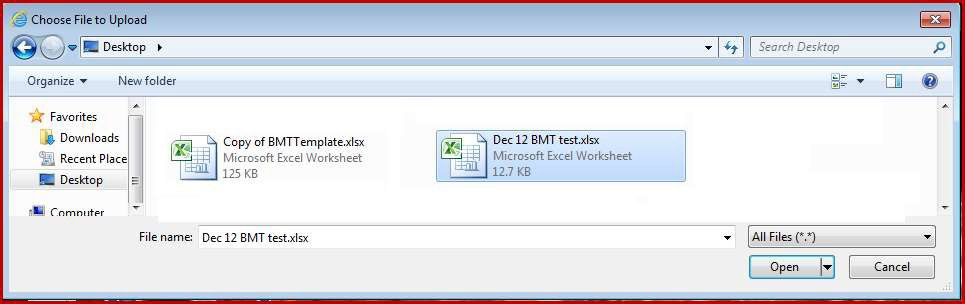 Choose File to Upload
Desktop
Search Desktop
Organize
New folder
Favorites
Downloads
Recent Place
Desktop
Computer
Copy of BMTTemplate.xlsx
Microsoft Excel Worksheet
125 KB
Dec 12 BMT test.xlsx
Microsoft Excel Worksheet
12.7 KB
File name:
Dec 12 BMT test.xlsx
All Files (*.*)
Open
Cancel